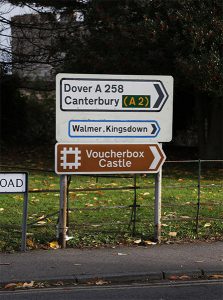 Dover A 258
Canterbury (A 2)
Walmer, Kingsdown
Voucherbox
Castle
OAD